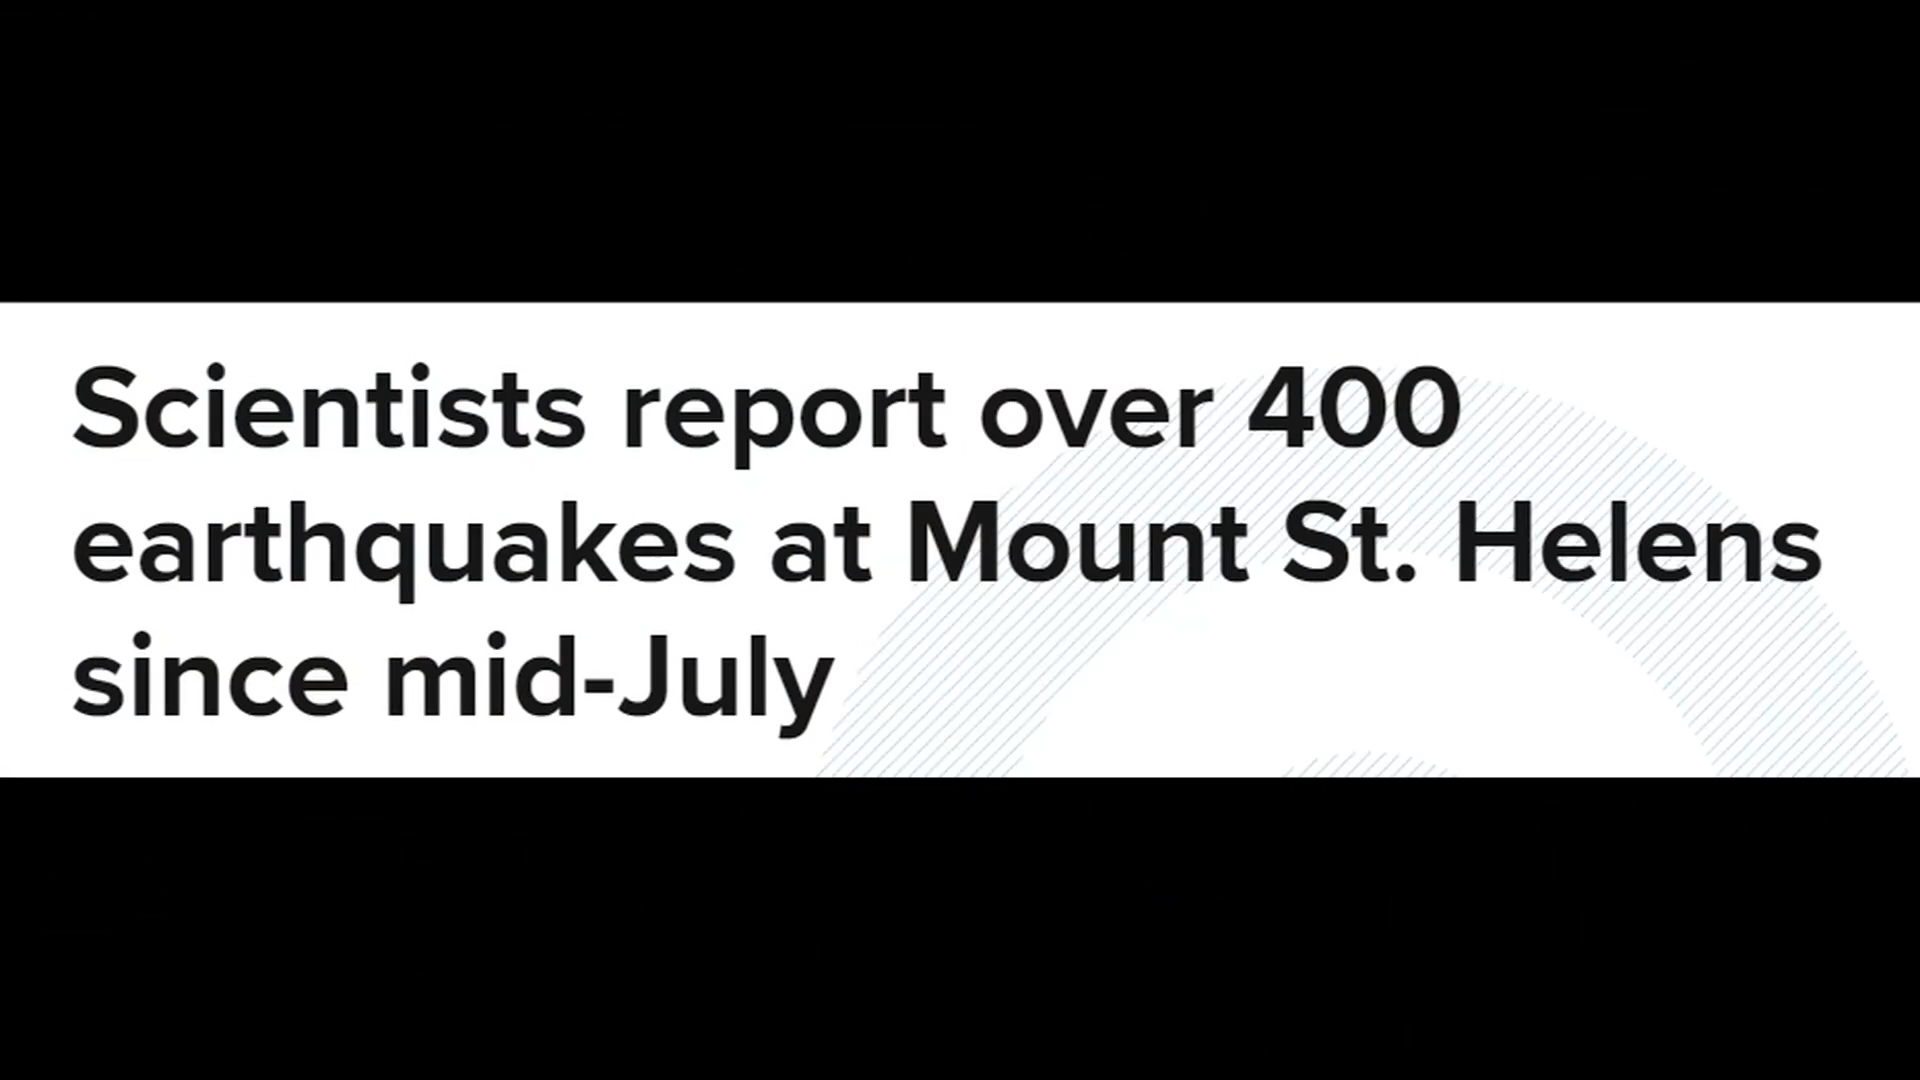 Scientists report over 400
earthquakes at Mount St. Helens
since mid-July